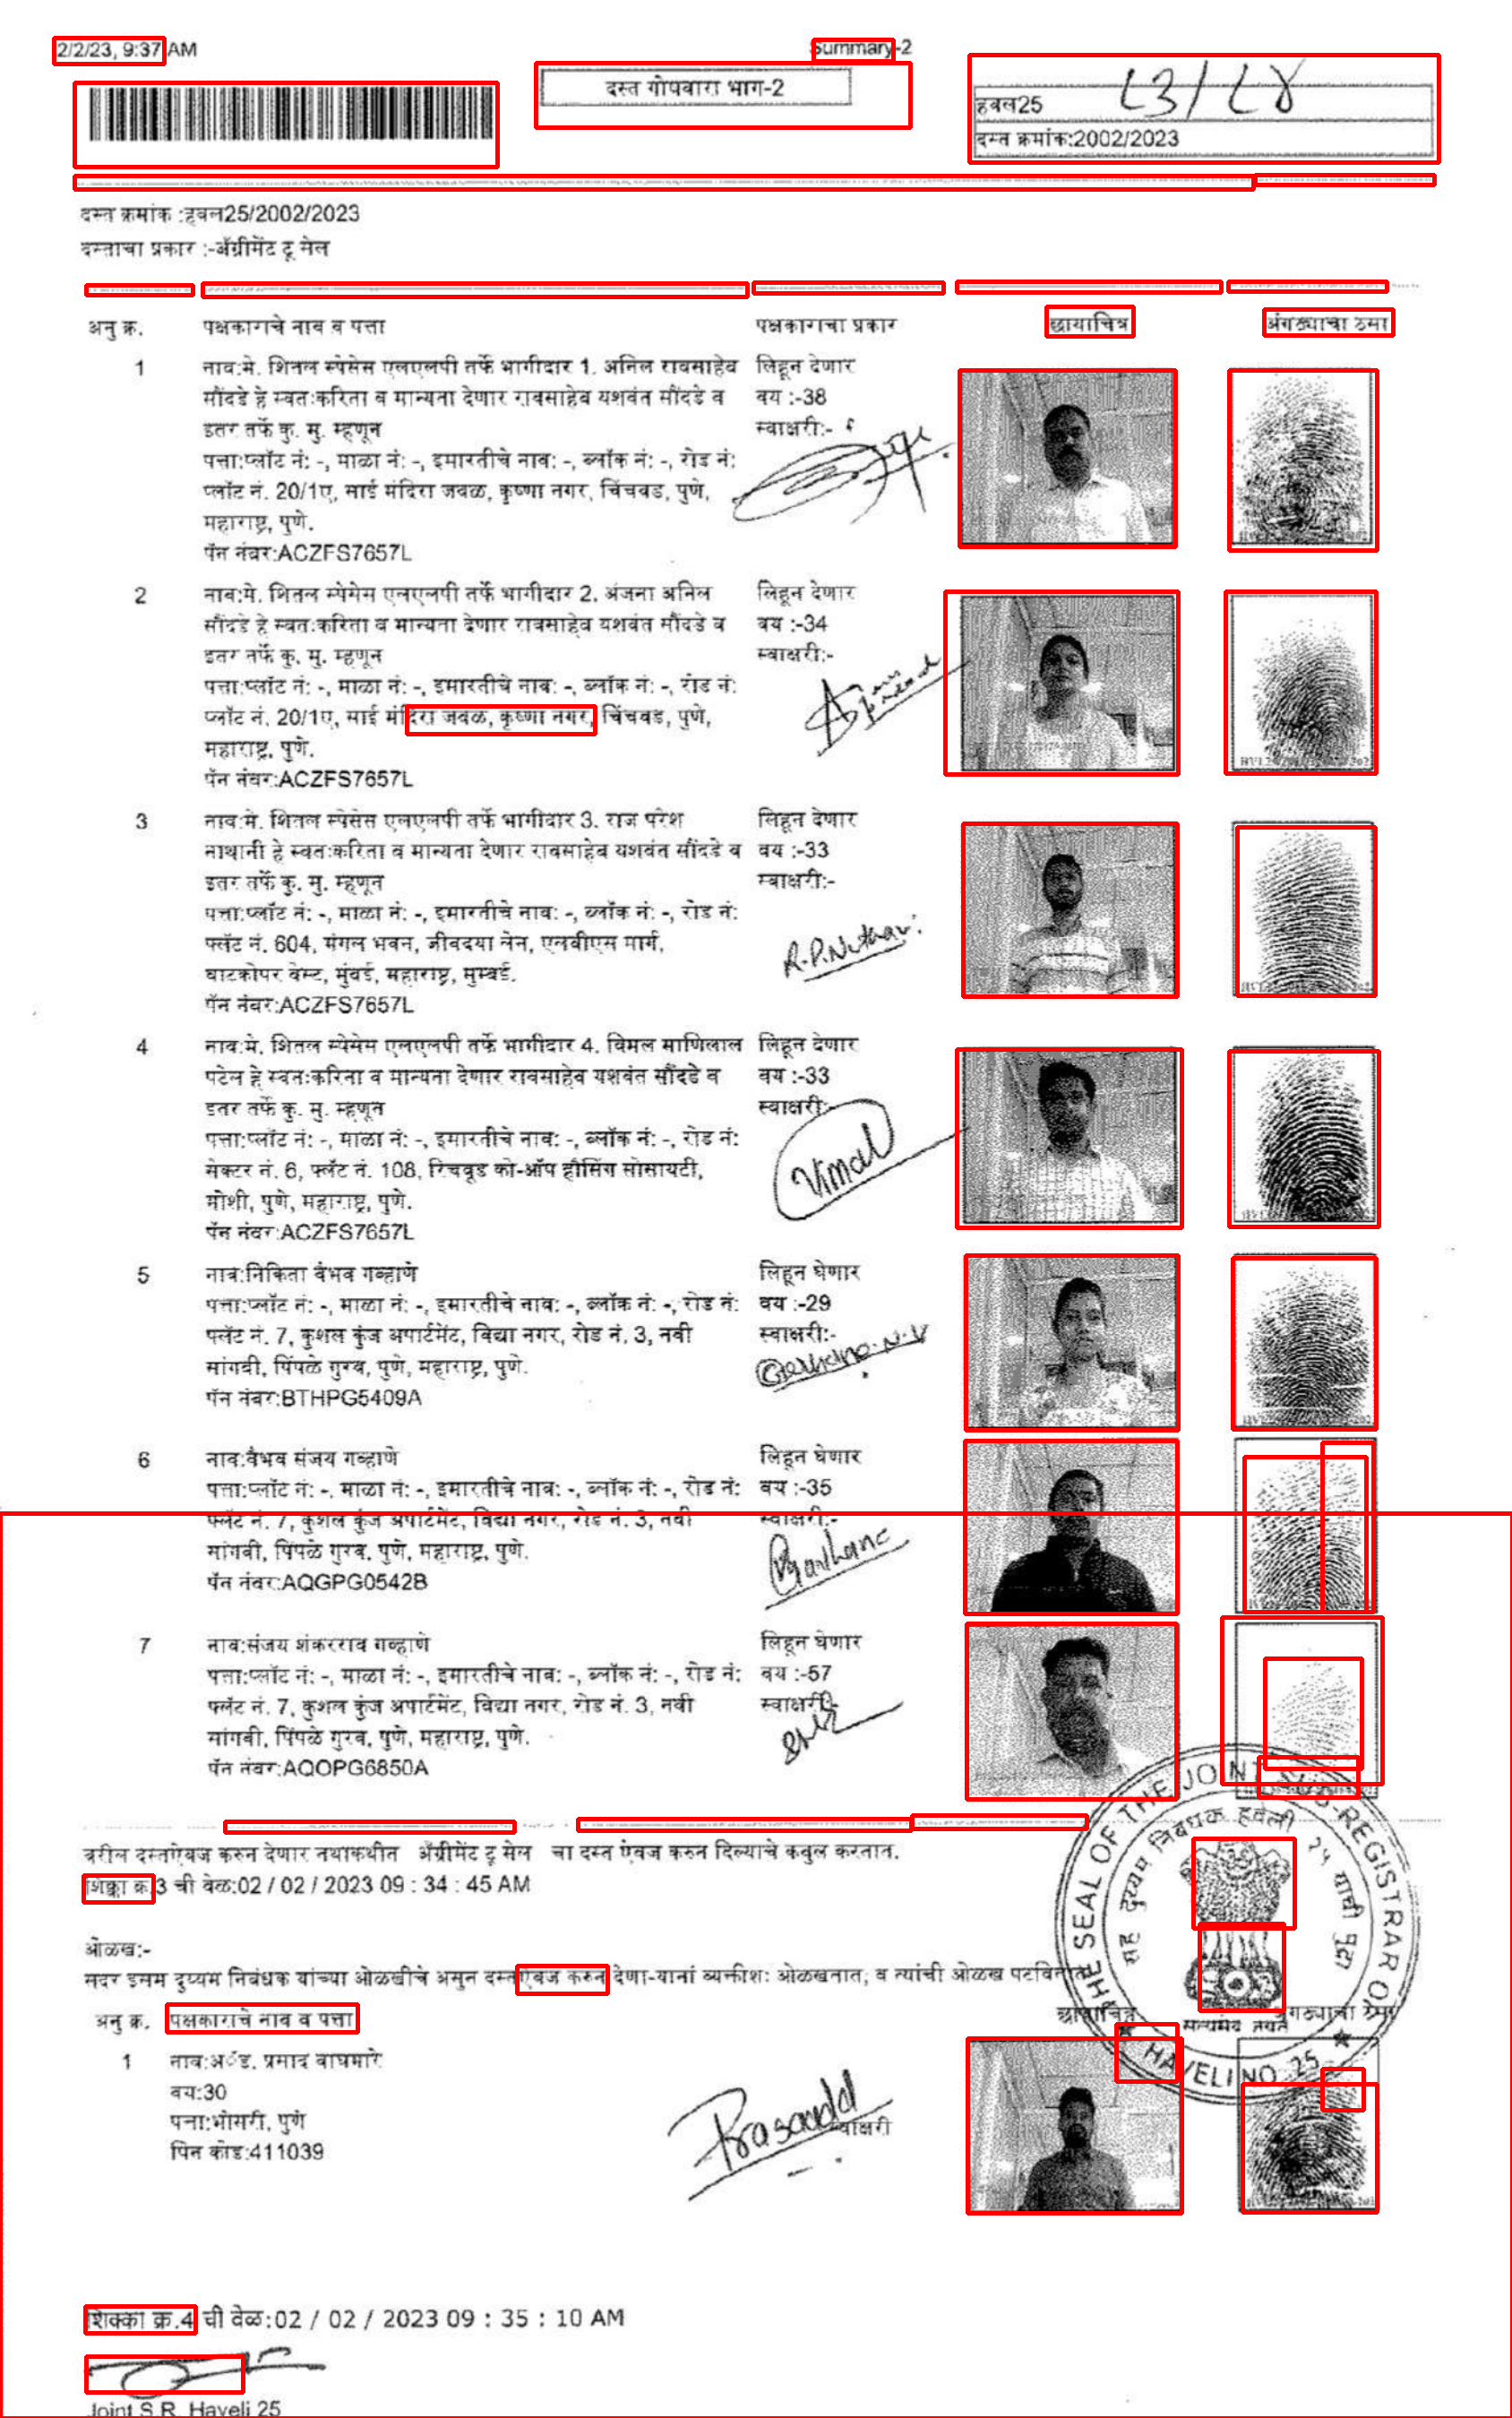 2/2/23, 9:37 AM
Summary-2
दस्त गोषवारा भाग-2
हवल25
दस्त क्रमांक:2002/2023
दस्त क्रमांक :हवल25/2002/2023
दस्ताचा प्रकार :-अ‍ॅग्रीमेंट टू सेल
अनु क्र. पक्षकाराचे नाव व पत्ता पक्षकाराचा प्रकार छायाचित्र अंगठ्याचा ठसा
1 नाव:मे. शितल स्पेसेस एलएलपी तर्फे भागीदार 1. अनिल रावसाहेब लिहून देणार
सौंदडे हे स्वतःकरिता व मान्यता देणार रावसाहेब यशवंत सौंदडे व वय :-38
इतर तर्फे कु. मु. म्हणून स्वाक्षरी:-
पत्ता:प्लॉट नं: -, माळा नं: -, इमारतीचे नाव: -, ब्लॉक नं: -, रोड नं:
प्लॉट नं. 20/1ए, साई मंदिरा जवळ, कृष्णा नगर, चिंचवड, पुणे,
महाराष्ट्र, पुणे.
पॅन नंबर:ACZFS7657L
2 नाव:मे. शितल स्पेसेस एलएलपी तर्फे भागीदार 2. अंजना अनिल लिहून देणार
सौंदडे हे स्वतःकरिता व मान्यता देणार रावसाहेब यशवंत सौंदडे व वय :-34
इतर तर्फे कु. मु. म्हणून स्वाक्षरी:-
पत्ता:प्लॉट नं: -, माळा नं: -, इमारतीचे नाव: -, ब्लॉक नं: -, रोड नं:
प्लॉट नं. 20/1ए, साई मंदिरा जवळ, कृष्णा नगर, चिंचवड, पुणे,
महाराष्ट्र, पुणे.
पॅन नंबर:ACZFS7657L
3 नाव:मे. शितल स्पेसेस एलएलपी तर्फे भागीदार 3. राज परेश लिहून देणार
नाथानी हे स्वतःकरिता व मान्यता देणार रावसाहेब यशवंत सौंदडे व वय :-33
इतर तर्फे कु. मु. म्हणून स्वाक्षरी:-
पत्ता:प्लॉट नं: -, माळा नं: -, इमारतीचे नाव: -, ब्लॉक नं: -, रोड नं:
फ्लॅट नं. 604, मंगल भवन, जीवदया लेन, एलबीएस मार्ग,
घाटकोपर वेस्ट, मुंबई, महाराष्ट्र, मुम्बई.
पॅन नंबर:ACZFS7657L
4 नाव:मे. शितल स्पेसेस एलएलपी तर्फे भागीदार 4. विमल माणिलाल लिहून देणार
पटेल हे स्वतःकरिता व मान्यता देणार रावसाहेब यशवंत सौंदडे व वय :-33
इतर तर्फे कु. मु. म्हणून स्वाक्षरी:-
पत्ता:प्लॉट नं: -, माळा नं: -, इमारतीचे नाव: -, ब्लॉक नं: -, रोड नं:
Vimal
सेक्टर नं. 6, फ्लॅट नं. 108, रिचवूड को-ऑप हौसिंग सोसायटी,
मोशी, पुणे, महाराष्ट्र, पुणे.
पॅन नंबर:ACZFS7657L
5 नाव:निकिता वैभव गव्हाणे लिहून घेणार
पत्ता:प्लॉट नं: -, माळा नं: -, इमारतीचे नाव: -, ब्लॉक नं: -, रोड नं: वय :-29
फ्लॅट नं. 7, कुशल कुंज अपार्टमेंट, विद्या नगर, रोड नं. 3, नवी स्वाक्षरी:-
सांगवी, पिंपळे गुरव, पुणे, महाराष्ट्र, पुणे.
पॅन नंबर:BTHPG5409A
6 नाव:वैभव संजय गव्हाणे लिहून घेणार
पत्ता:प्लॉट नं: -, माळा नं: -, इमारतीचे नाव: -, ब्लॉक नं: -, रोड नं: वय :-35
फ्लॅट नं. 7, कुशल कुंज अपार्टमेंट, विद्या नगर, रोड नं. 3, नवी स्वाक्षरी:-
सांगवी, पिंपळे गुरव, पुणे, महाराष्ट्र, पुणे.
पॅन नंबर:AQGPG0542B
7 नाव:संजय शंकरराव गव्हाणे लिहून घेणार
पत्ता:प्लॉट नं: -, माळा नं: -, इमारतीचे नाव: -, ब्लॉक नं: -, रोड नं: वय :-57
फ्लॅट नं. 7, कुशल कुंज अपार्टमेंट, विद्या नगर, रोड नं. 3, नवी स्वाक्षरी:-
सांगवी, पिंपळे गुरव, पुणे, महाराष्ट्र, पुणे.
पॅन नंबर:AQOPG6850A
THE SEAL OF THE JOINT SUB-REGISTRAR O,
सह दुय्यम निबंधक हवेली २५ यांची मुद्रा
HAVELI NO. 25
वरील दस्तऐवज करुन देणार तथाकथीत अ‍ॅग्रीमेंट टू सेल चा दस्त ऐवज करुन दिल्याचे कबुल करतात.
शिक्का क्र.3 ची वेळ:02 / 02 / 2023 09 : 34 : 45 AM
ओळख:-
सदर इसम दुय्यम निबंधक यांच्या ओळखीचे असुन दस्तऐवज करुन देणा-यानां व्यक्तीशः ओळखतात, व त्यांची ओळख पटवितात
अनु क्र. पक्षकाराचे नाव व पत्ता छायाचित्र अंगठ्याचा ठसा
सत्यमेव जयते
1 नाव:अ‍ॅड. प्रसाद वाघमारे
वय:30
पत्ता:भोसरी, पुणे स्वाक्षरी
पिन कोड:411039
शिक्का क्र.4 ची वेळ:02 / 02 / 2023 09 : 35 : 10 AM
Joint S.R. Haveli 25